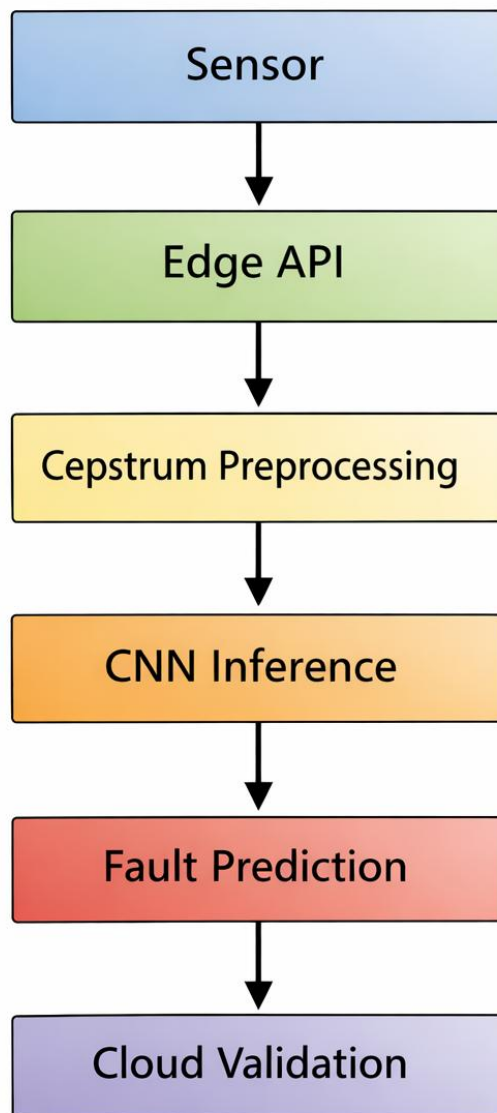 Sensor
Edge API
Cepstrum Preprocessing
CNN Inference
Fault Prediction
Cloud Validation